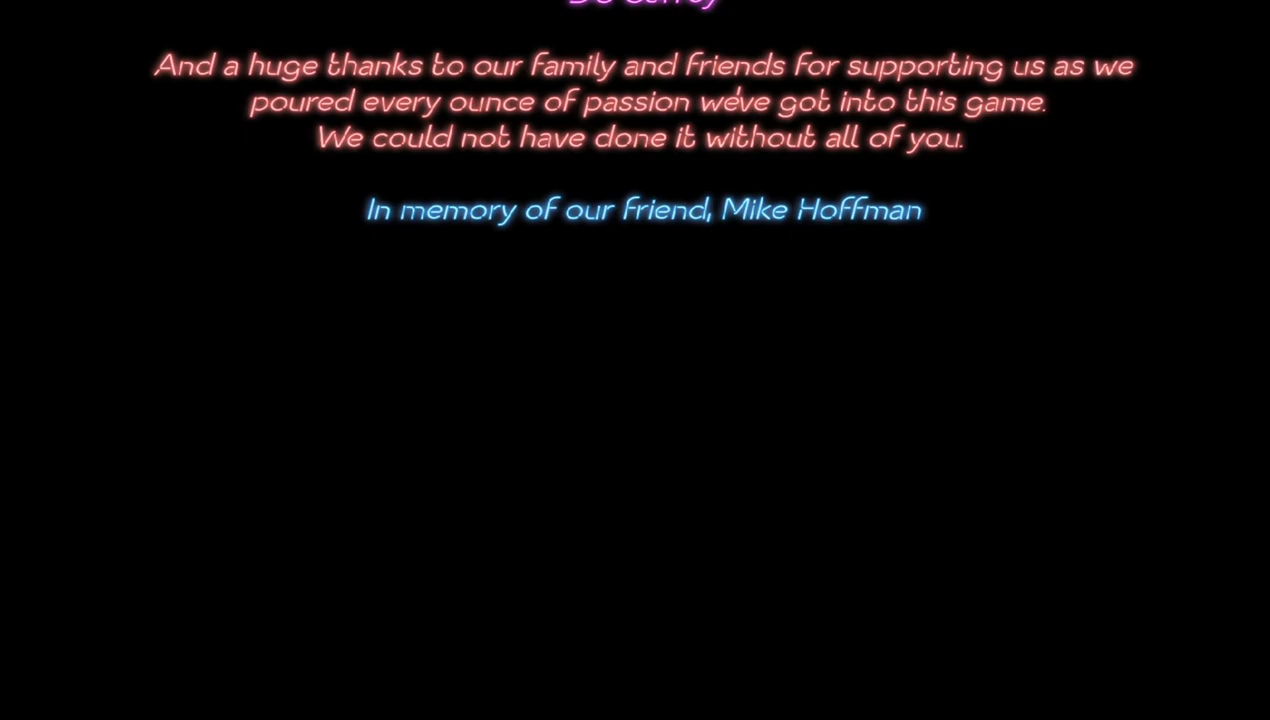 And a huge thanks to our family and friends for supporting us as we
poured every ounce of passion we've got into this game.
We could not have done it without all of you.
In memory of our friend, Mike Hoffman